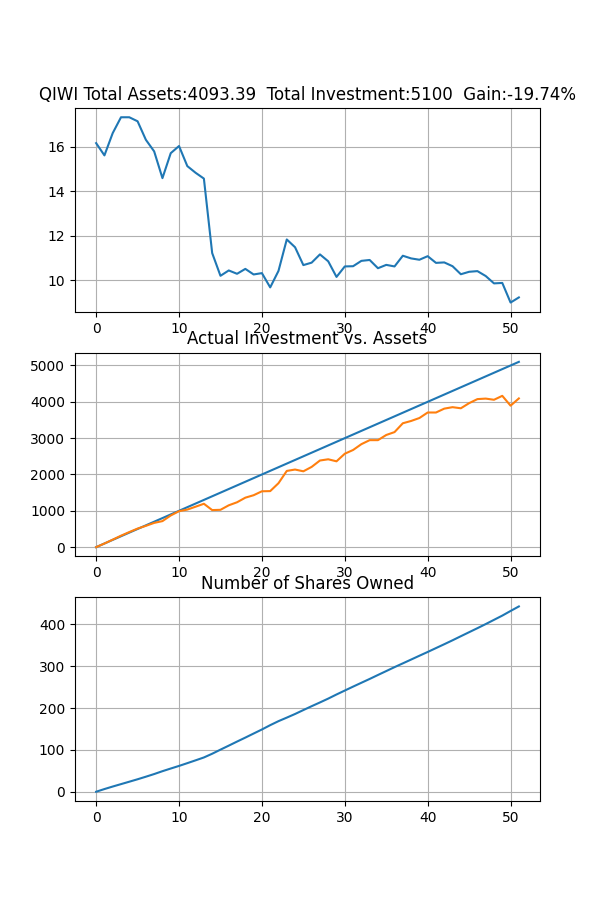 QIWI Total Assets:4093.39  Total Investment:5100  Gain:-19.74%
16
14
12
10
0 10 20 30 40 50
Actual Investment vs. Assets
5000
4000
3000
2000
1000
0
0 10 20 30 40 50
Number of Shares Owned
400
300
200
100
0
0 10 20 30 40 50